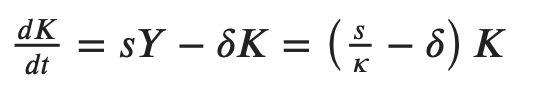 dK/dt = sY − δK = (s/κ − δ) K